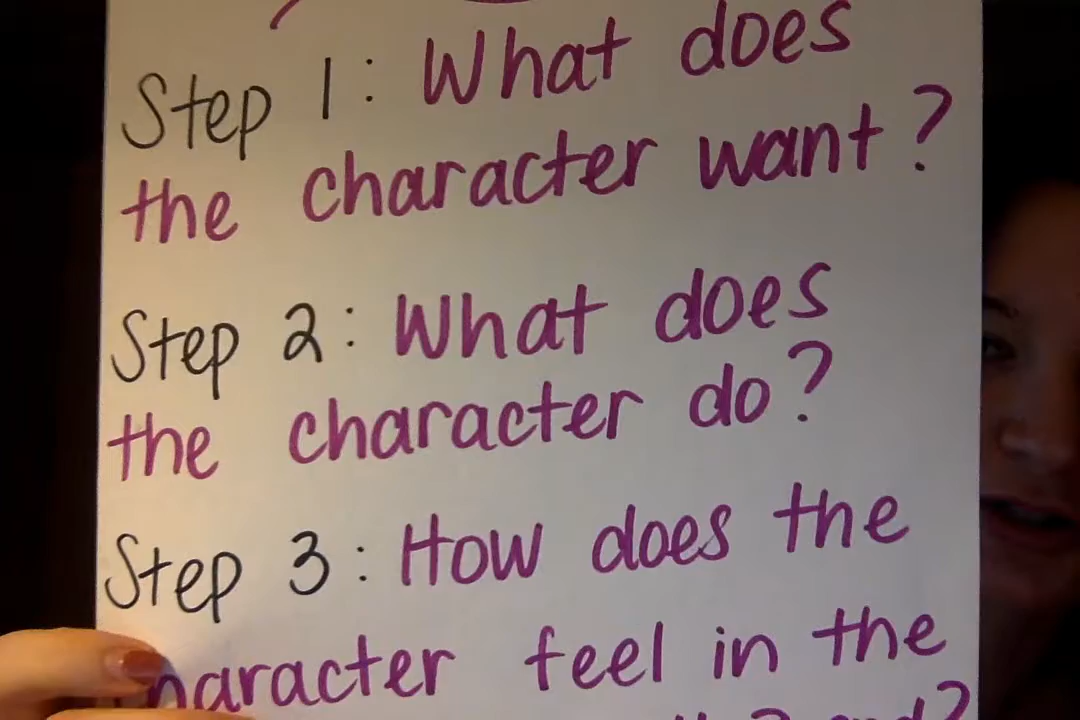 Step 1: What does
the character want?
Step 2: What does
the character do?
Step 3: How does the
haracter feel in the